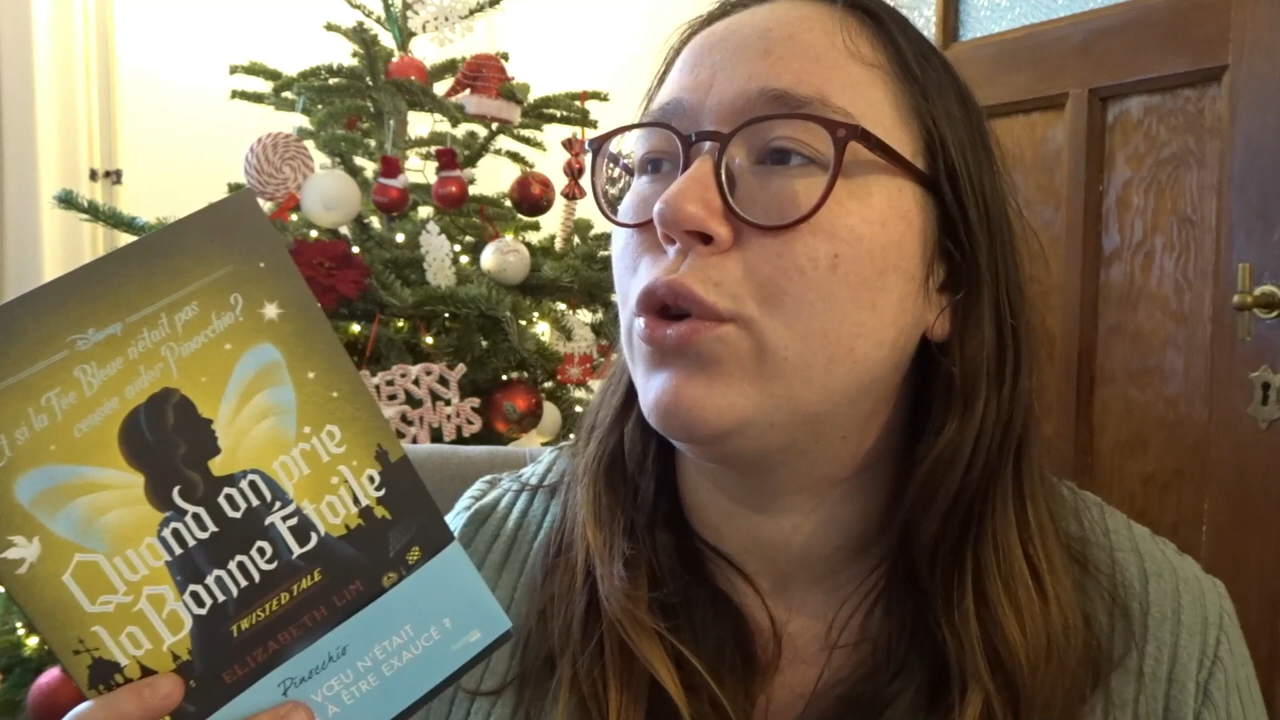 Disney
Et si la Fée Bleue n'était pas
censée aider Pinocchio?
Quand on prie
la Bonne Étoile
TWISTED TALE
ELIZABETH LIM
Pinocchio
VŒU N'ÉTAIT
À ÊTRE EXAUCÉ ?
MERRY
CHRISTMAS